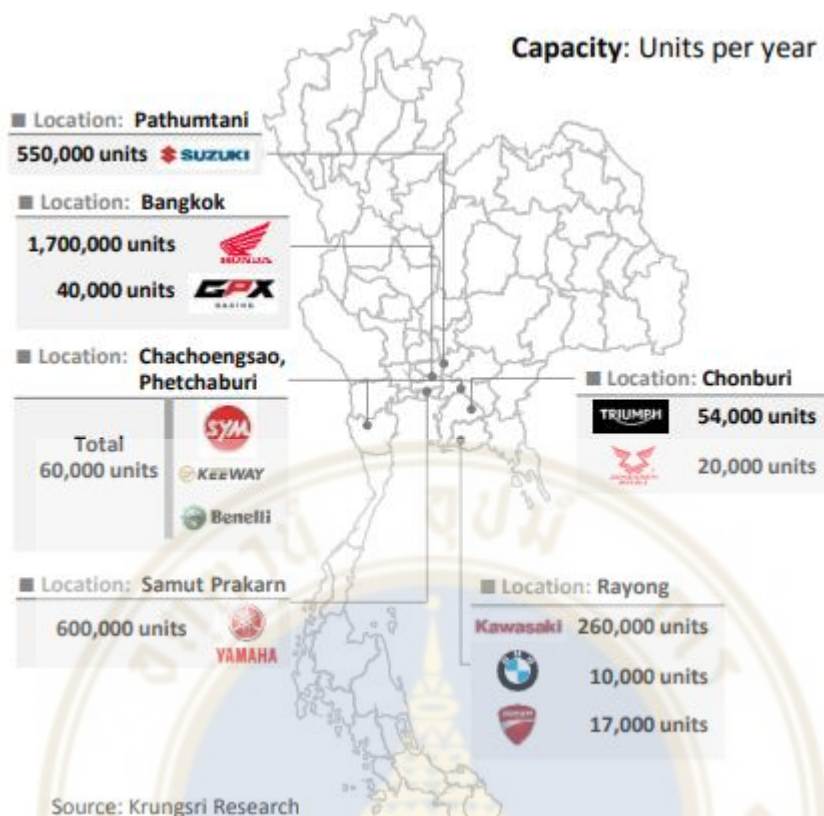 Capacity: Units per year
■ Location: Pathumtani
550,000 units SUZUKI
■ Location: Bangkok
1,700,000 units HONDA
40,000 units GPX
RACING
■ Location: Chachoengsao,
Phetchaburi
Total
60,000 units
SYM
KEEWAY
Benelli
■ Location: Chonburi
TRIUMPH 54,000 units
20,000 units
■ Location: Samut Prakarn
600,000 units
YAMAHA
■ Location: Rayong
Kawasaki 260,000 units
BMW 10,000 units
DUCATI 17,000 units
Source: Krungsri Research